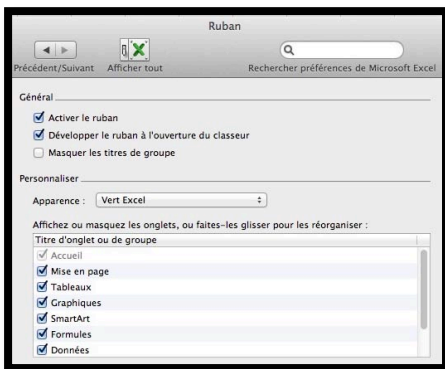 Ruban
Précédent/Suivant Afficher tout Rechercher préférences de Microsoft Excel
Général
Activer le ruban
Développer le ruban à l'ouverture du classeur
Masquer les titres de groupe
Personnaliser
Apparence : Vert Excel
Affichez ou masquez les onglets, ou faites-les glisser pour les réorganiser :
Titre d'onglet ou de groupe
Accueil
Mise en page
Tableaux
Graphiques
SmartArt
Formules
Données